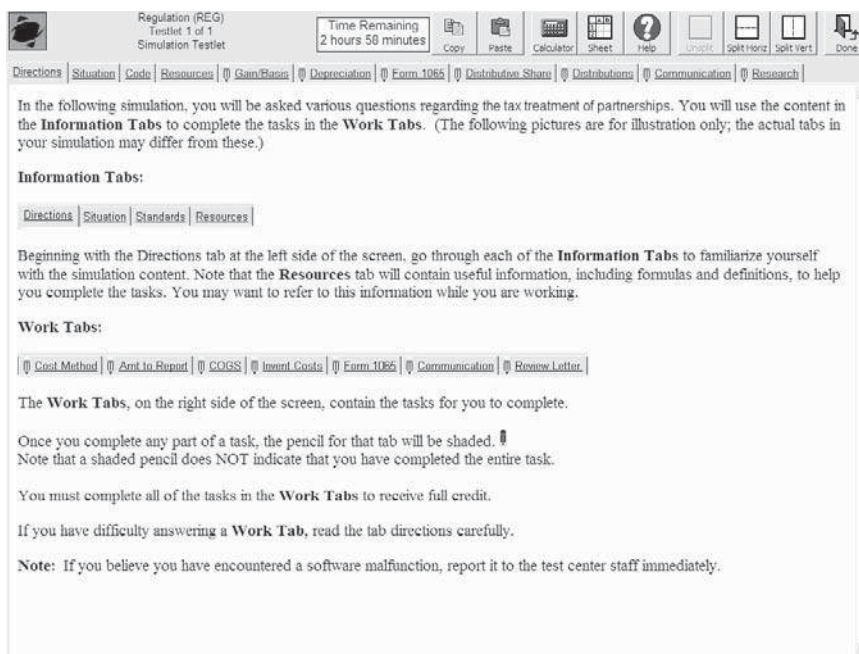 Regulation (REG)
Testlet 1 of 1
Simulation Testlet
Time Remaining
2 hours 58 minutes
Copy
Paste
Calculator
Sheet
Help
Unsplit
Split Horiz
Split Vert
Done
Directions Situation Code Resources Gain/Basis Depreciation Form 1065 Distributive Share Distributions Communication Research
In the following simulation, you will be asked various questions regarding the tax treatment of partnerships. You will use the content in
the Information Tabs to complete the tasks in the Work Tabs. (The following pictures are for illustration only; the actual tabs in
your simulation may differ from these.)
Information Tabs:
Directions Situation Standards Resources
Beginning with the Directions tab at the left side of the screen, go through each of the Information Tabs to familiarize yourself
with the simulation content. Note that the Resources tab will contain useful information, including formulas and definitions, to help
you complete the tasks. You may want to refer to this information while you are working.
Work Tabs:
Cost Method Amt to Report COGS Invent Costs Form 1065 Communication Review Letter
The Work Tabs, on the right side of the screen, contain the tasks for you to complete.
Once you complete any part of a task, the pencil for that tab will be shaded.
Note that a shaded pencil does NOT indicate that you have completed the entire task.
You must complete all of the tasks in the Work Tabs to receive full credit.
If you have difficulty answering a Work Tab, read the tab directions carefully.
Note: If you believe you have encountered a software malfunction, report it to the test center staff immediately.